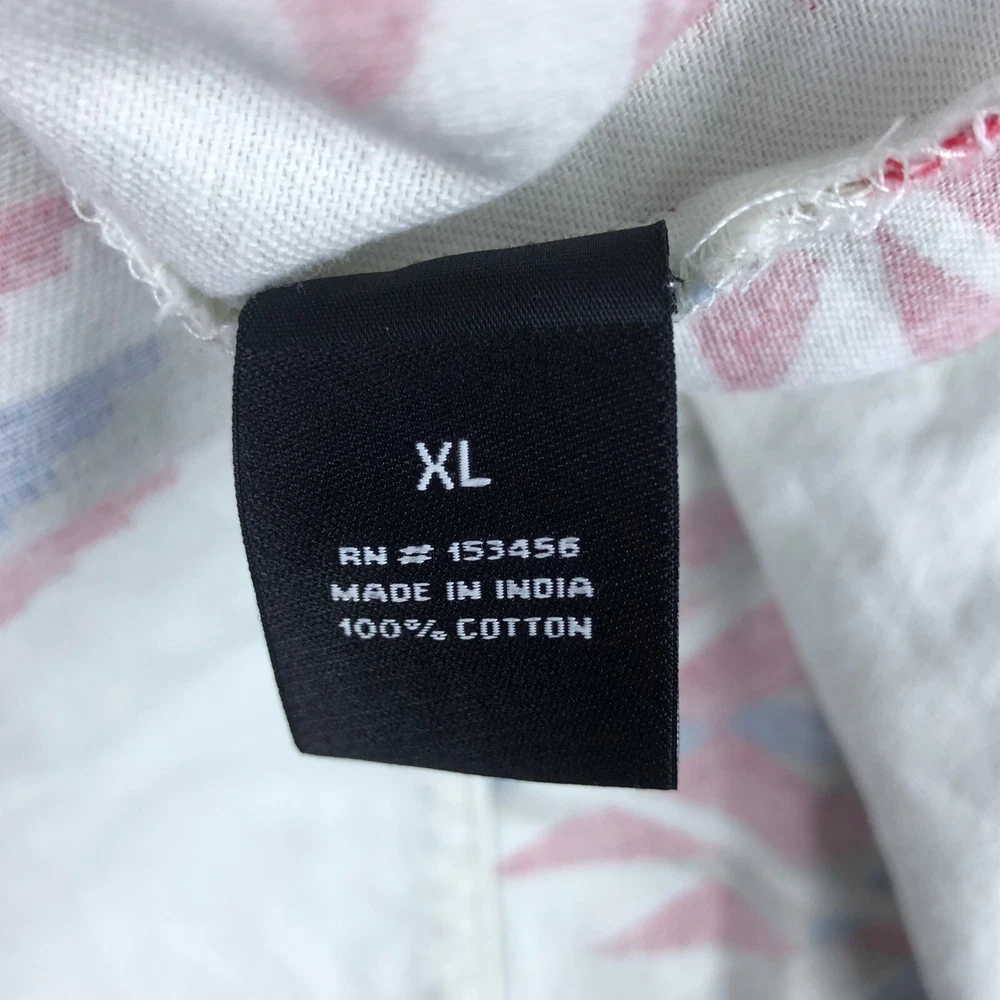 XL
RN # 153456
MADE IN INDIA
100% COTTON